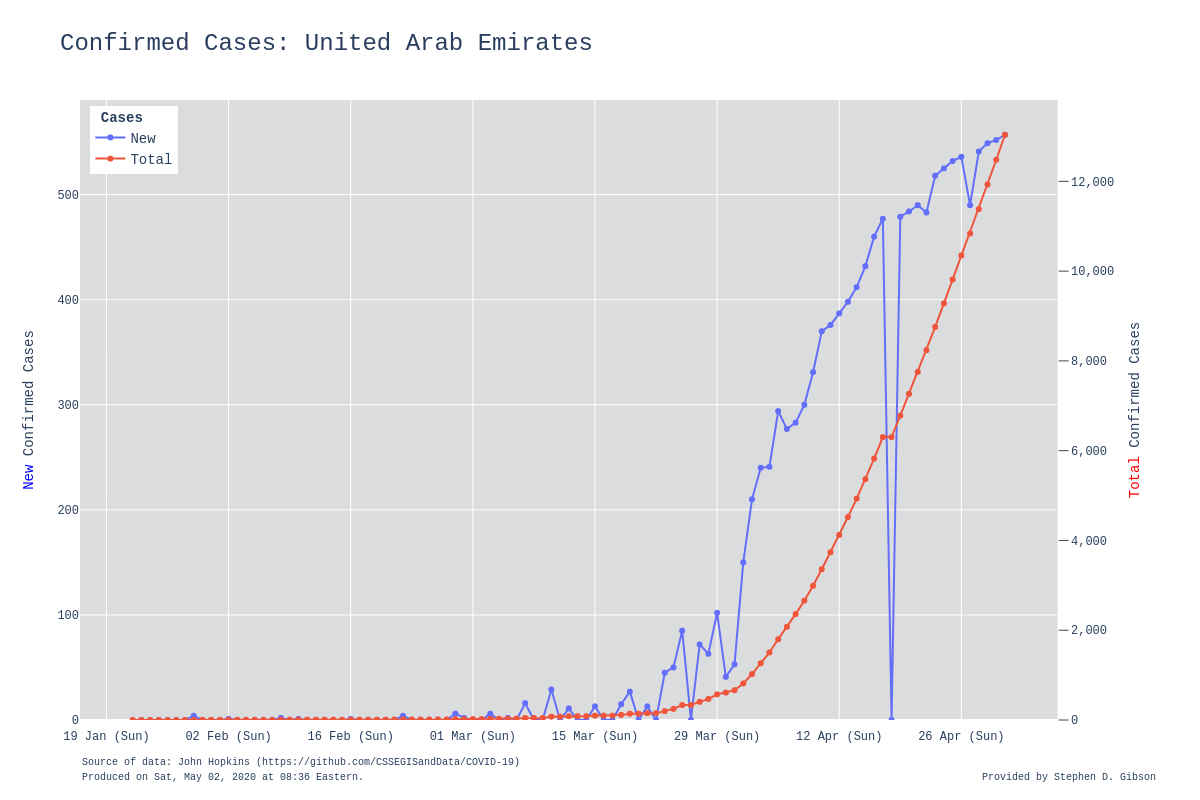 Confirmed Cases: United Arab Emirates
Cases
New
Total
500
400
300
200
100
0
12,000
10,000
8,000
6,000
4,000
2,000
0
New Confirmed Cases
Total Confirmed Cases
19 Jan (Sun) 02 Feb (Sun) 16 Feb (Sun) 01 Mar (Sun) 15 Mar (Sun) 29 Mar (Sun) 12 Apr (Sun) 26 Apr (Sun)
Source of data: John Hopkins (https://github.com/CSSEGISandData/COVID-19)
Produced on Sat, May 02, 2020 at 08:36 Eastern.
Provided by Stephen D. Gibson